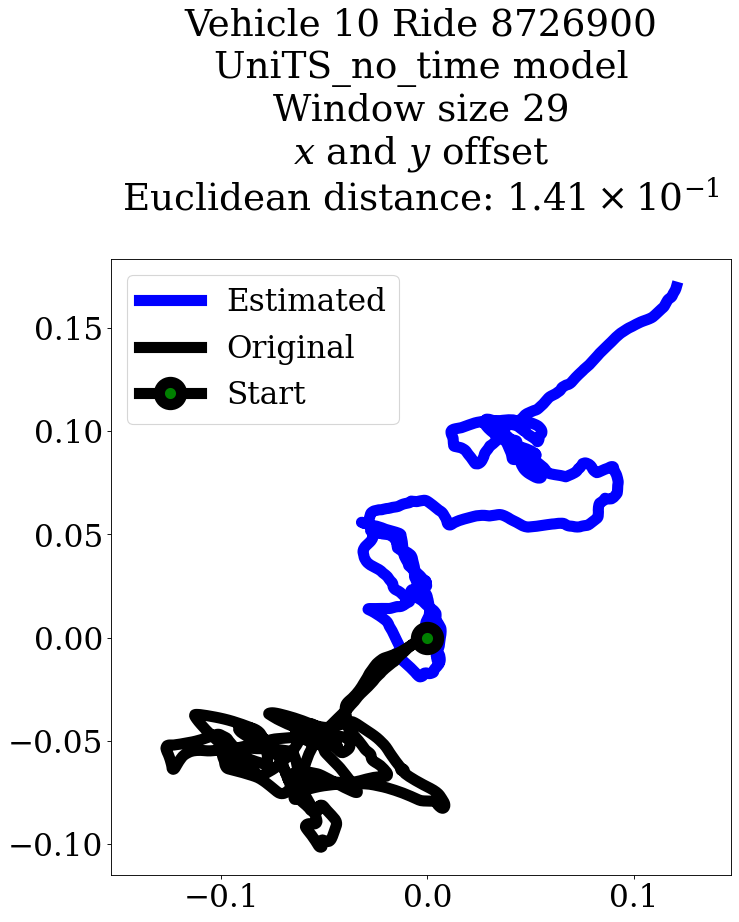 Vehicle 10 Ride 8726900
UniTS_no_time model
Window size 29
x and y offset
Euclidean distance: 1.41 × 10⁻¹
Estimated
Original
Start
0.15
0.10
0.05
0.00
−0.05
−0.10
−0.1
0.0
0.1